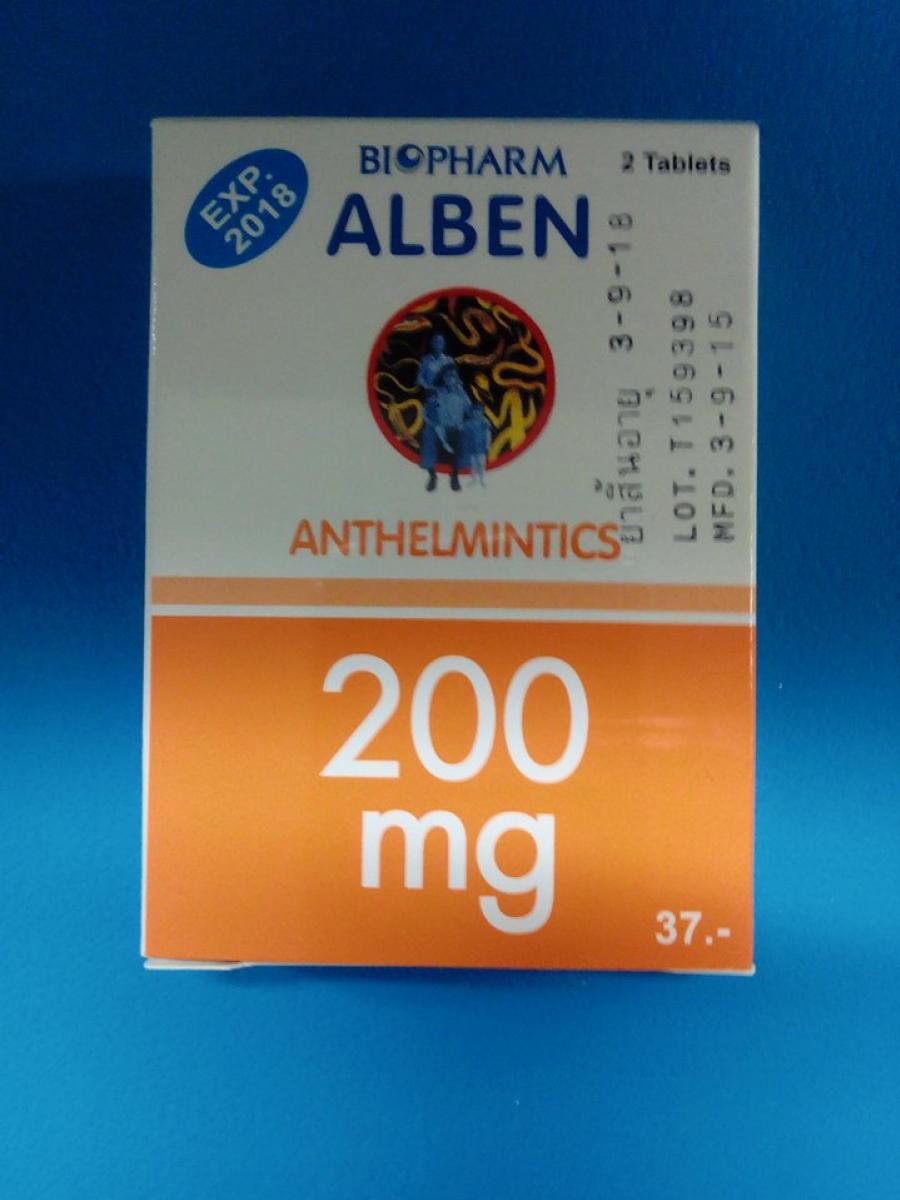 EXP.
2018
BIOPHARM
2 Tablets
ALBEN
ยาสิ้นอายุ 3-9-18
LOT. T159398
MFD. 3-9-15
ANTHELMINTICS
200
mg
37.-